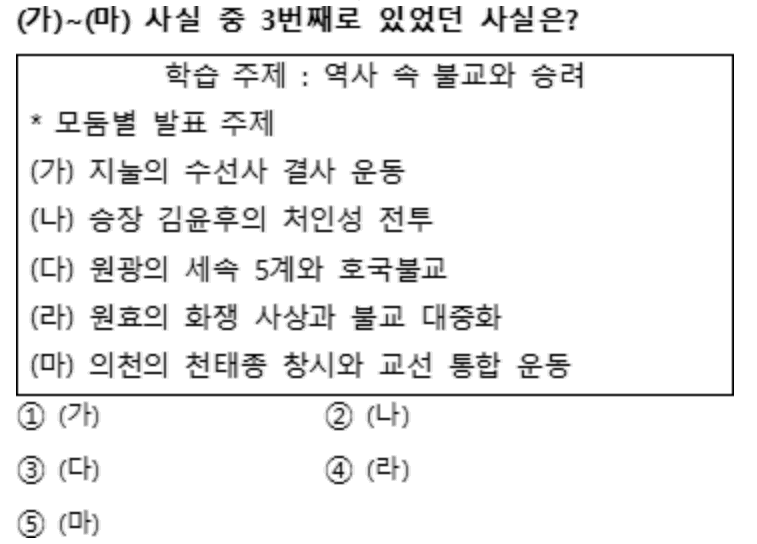 (가)~(마) 사실 중 3번째로 있었던 사실은?
학습 주제 : 역사 속 불교와 승려
* 모둠별 발표 주제
(가) 지눌의 수선사 결사 운동
(나) 승장 김윤후의 처인성 전투
(다) 원광의 세속 5계와 호국불교
(라) 원효의 화쟁 사상과 불교 대중화
(마) 의천의 천태종 창시와 교선 통합 운동
① (가) ② (나)
③ (다) ④ (라)
⑤ (마)